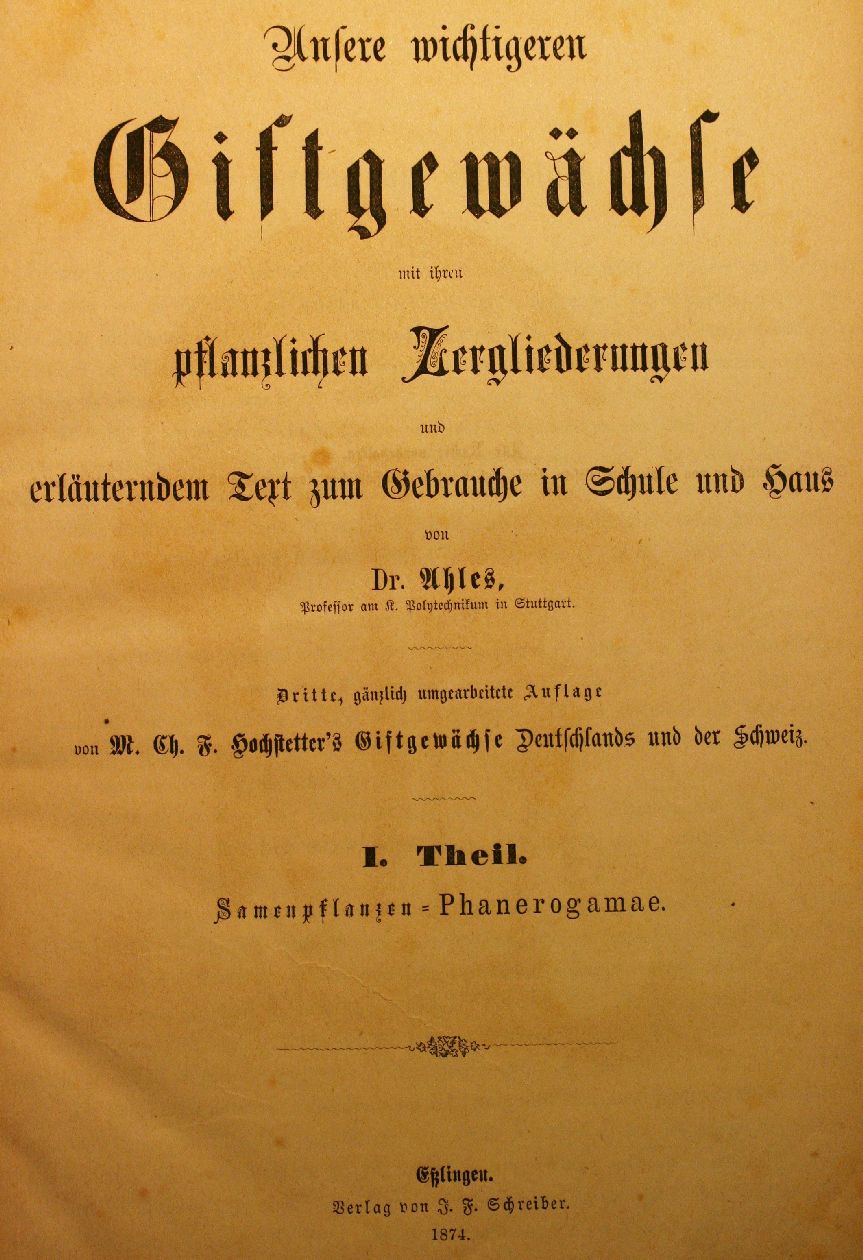 Unsere wichtigeren
Giftgewächse
mit ihren
pflanzlichen Zergliederungen
und
erläuterndem Text zum Gebrauche in Schule und Haus
von
Dr. Ahles,
Professor am K. Polytechnikum in Stuttgart.
Dritte, gänzlich umgearbeitete Auflage
von M. Ch. F. Hochstetter's Giftgewächse Deutschlands und der Schweiz.
I. Theil.
Samenpflanzen = Phanerogamae.
Eßlingen.
Verlag von J. F. Schreiber.
1874.